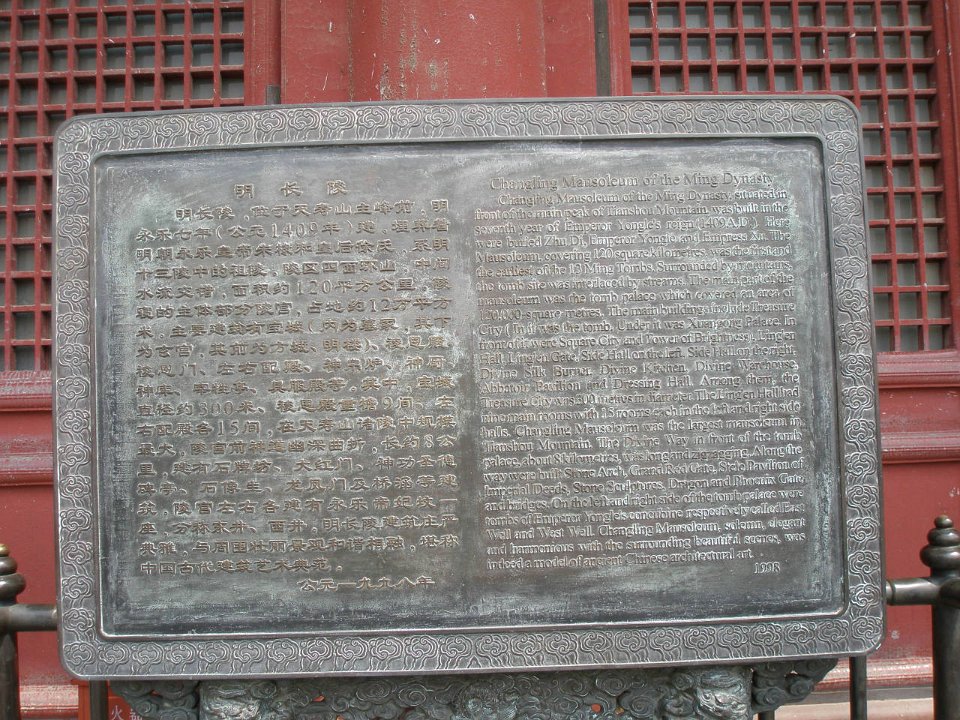 明长陵
明长陵，位于天寿山主峰前，明
永乐七年（公元1409年）建，埋葬着
明朝永乐皇帝朱棣和皇后徐氏，系明
十三陵中的祖陵。陵区四面环山，中间
水流交错，面积约120平方公里。陵
寝的主体部分陵宫，占地约12万平方
米，主要建筑有宝城（内为墓冢，其下
为玄宫，其前为方城、明楼）、祾恩殿
祾恩门、左右配殿、神帛炉、神厨
神库、宰牲亭、具服殿等。其中，宝城
直径约300米、祾恩殿重檐9间、左
右配殿各15间，在天寿山诸陵中规模
最大。陵宫前神道幽深曲折，长约8公
里，建有石牌坊、大红门、神功圣德
碑亭、石像生、龙凤门及桥涵等建
筑。陵宫左右各建有永乐帝妃坟一
座，分称东井、西井。明长陵建筑庄严
典雅，与周围壮丽景观和谐相融，堪称
中国古代建筑艺术典范。
公元一九九八年
Changling Mausoleum of the Ming Dynasty
Changling Mausoleum of the Ming Dynasty, situated in
front of the main peak of Tianshou Mountain was built in the
seventh year of Emperor Yongle's reign (1409 A.D.). Here
were buried Zhu Di, Emperor Yongle and Empress Xu. The
Mausoleum, covering 120 square kilometres, was the first and
the earliest of the 13 Ming Tombs. Surrounded by mountains,
the tomb site was interlaced by streams. The main part of the
mausoleum was the tomb palace which covered an area of
120,000 square metres. The main buildings include Treasure
City ( In it was the tomb. Under it was Xuangong Palace. In
front of it were Square City and Tower of Brightness), Ling'en
Hall, Ling'en Gate, Side Hall on the left, Side Hall on the right,
Divine Silk Burner, Divine Kitchen, Divine Warehouse,
Abbatoir Pavilion and Dressing Hall. Among them, the
Treasure City was 300 metres in diameter. The Ling'en Hall had
nine main rooms with 15 rooms each in the left and right side
halls. Changling Mausoleum was the largest mausoleum in
Tianshou Mountain. The Divine Way in front of the tomb
palace, about 8 kilometres, was long and zigzagging. Along the
way were built Stone Arch, Grand Red Gate, Stele Pavilion of
Imperial Deeds, Stone Sculptures, Dragon and Phoenix Gate
and bridges. On the left and right side of the tomb palace were
tombs of Emperor Yongle's concubine respectively called East
Well and West Well. Changling Mausoleum, solemn, elegant
and harmonious with the surrounding beautiful scenes, was
indeed a model of ancient Chinese architectural art.
1998